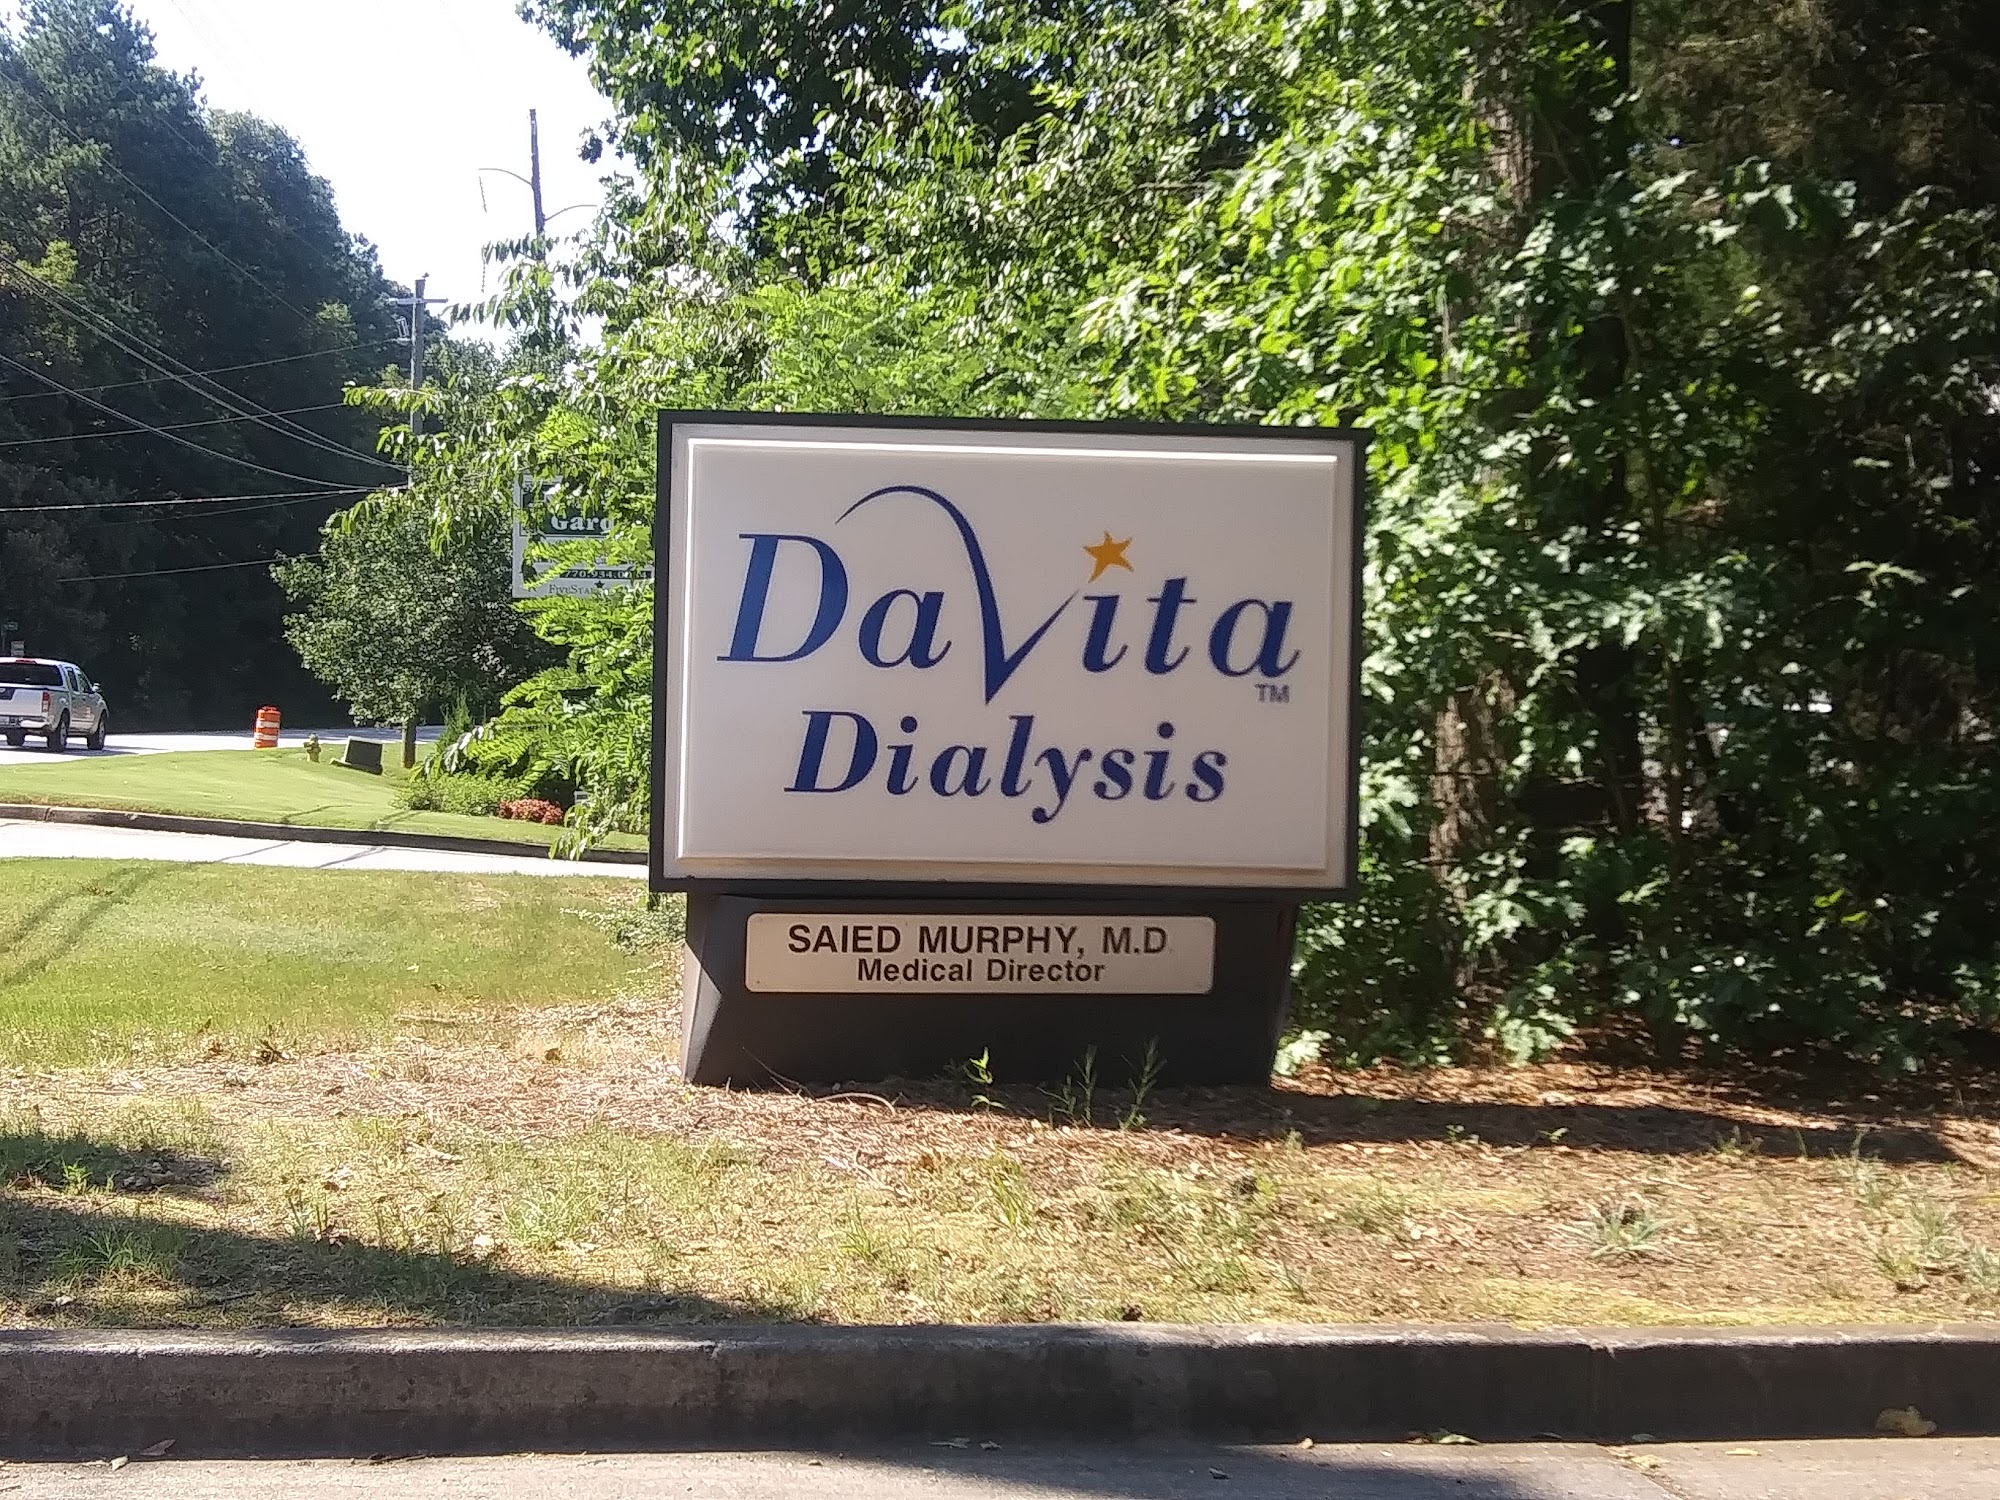 DaVita
TM
Dialysis
SAIED MURPHY, M.D
Medical Director